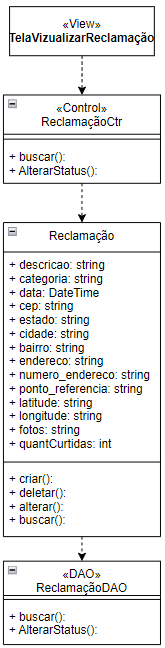 «View»
TelaVizualizarReclamação
«Control»
ReclamaçãoCtr
+ buscar():
+ AlterarStatus():
Reclamação
+ descricao: string
+ categoria: string
+ data: DateTime
+ cep: string
+ estado: string
+ cidade: string
+ bairro: string
+ endereco: string
+ numero_endereco: string
+ ponto_referencia: string
+ latitude: string
+ longitude: string
+ fotos: string
+ quantCurtidas: int
+ criar():
+ deletar():
+ alterar():
+ buscar():
«DAO»
ReclamaçãoDAO
+ buscar():
+ AlterarStatus():